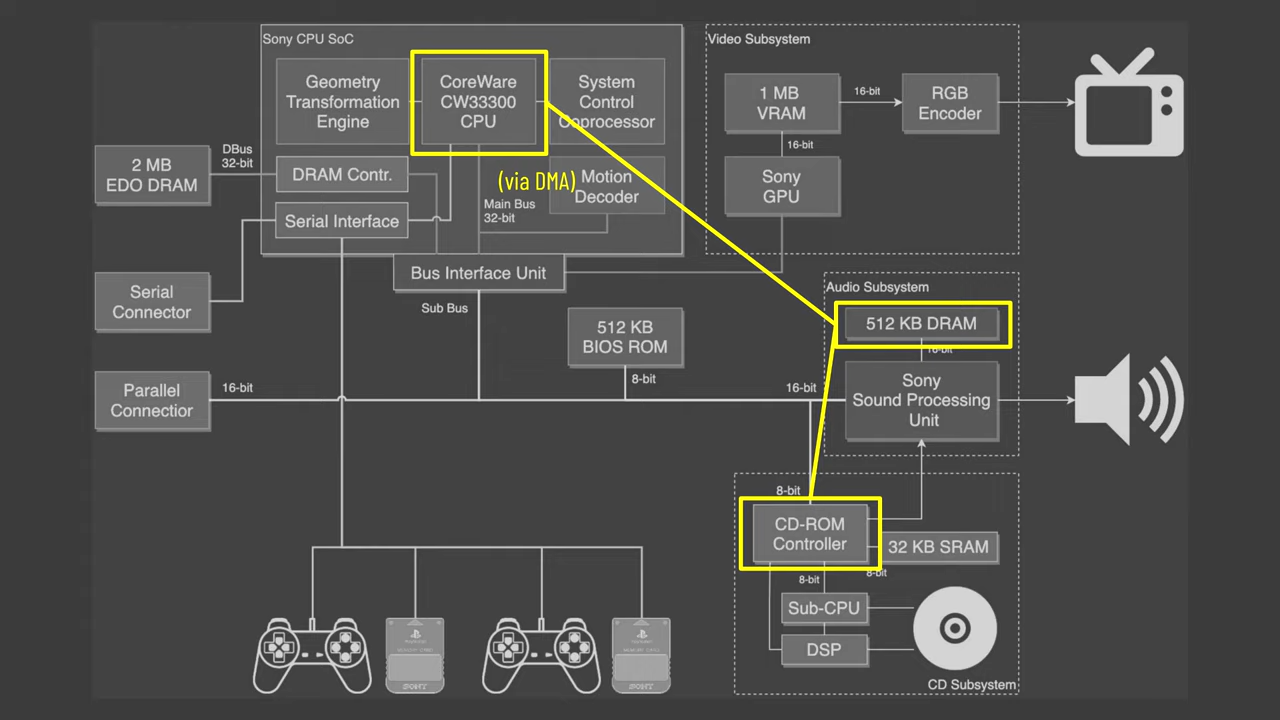 Sony CPU SoC
Geometry
Transformation
Engine
CoreWare
CW33300
CPU
System
Control
Coprocessor
2 MB
EDO DRAM
DBus
32-bit
DRAM Contr.
Serial Interface
(via DMA)
Motion
Decoder
Main Bus
32-bit
Bus Interface Unit
Sub Bus
Video Subsystem
1 MB
VRAM
16-bit
RGB
Encoder
16-bit
Sony
GPU
Serial
Connector
Parallel
Connectior
16-bit
512 KB
BIOS ROM
8-bit
16-bit
Audio Subsystem
512 KB DRAM
16-bit
Sony
Sound Processing
Unit
8-bit
CD-ROM
Controller
32 KB SRAM
8-bit
8-bit
Sub-CPU
DSP
CD Subsystem
SONY
SONY